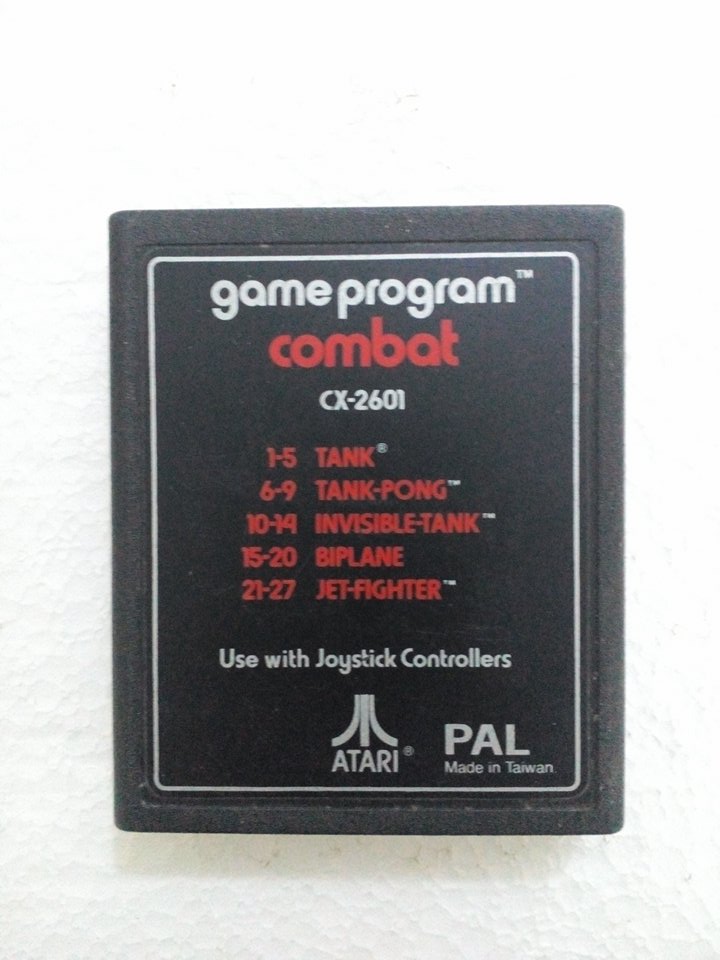 game program™
combat
CX-2601
1-5 TANK®
6-9 TANK-PONG™
10-14 INVISIBLE-TANK™
15-20 BIPLANE
21-27 JET-FIGHTER™
Use with Joystick Controllers
ATARI®
PAL
Made in Taiwan